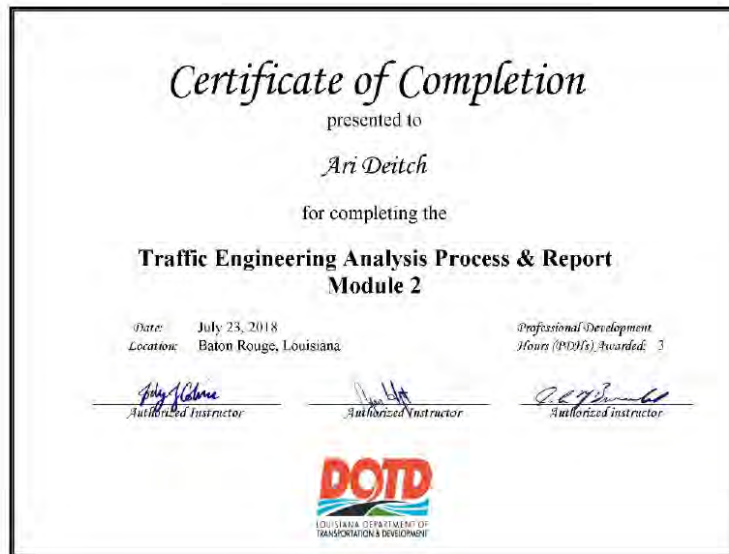 Certificate of Completion
presented to
Ari Deitch
for completing the
Traffic Engineering Analysis Process & Report
Module 2
Date: July 23, 2018
Location: Baton Rouge, Louisiana
Professional Development
Hours (PDHs) Awarded: 3
Authorized Instructor
Authorized Instructor
Authorized instructor
DOTD
LOUISIANA DEPARTMENT OF
TRANSPORTATION & DEVELOPMENT